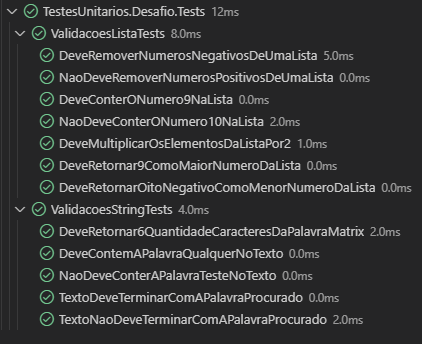 TestesUnitarios.Desafio.Tests 12ms
ValidacoesListaTests 8.0ms
DeveRemoverNumerosNegativosDeUmaLista 5.0ms
NaoDeveRemoverNumerosPositivosDeUmaLista 0.0ms
DeveConterONumero9NaLista 0.0ms
NaoDeveConterONumero10NaLista 2.0ms
DeveMultiplicarOsElementosDaListaPor2 1.0ms
DeveRetornar9ComoMaiorNumeroDaLista 0.0ms
DeveRetornarOitoNegativoComoMenorNumeroDaLista 0.0ms
ValidacoesStringTests 4.0ms
DeveRetornar6QuantidadeCaracteresDaPalavraMatrix 2.0ms
DeveContemAPalavraQualquerNoTexto 0.0ms
NaoDeveConterAPalavraTesteNoTexto 0.0ms
TextoDeveTerminarComAPalavraProcurado 0.0ms
TextoNaoDeveTerminarComAPalavraProcurado 2.0ms